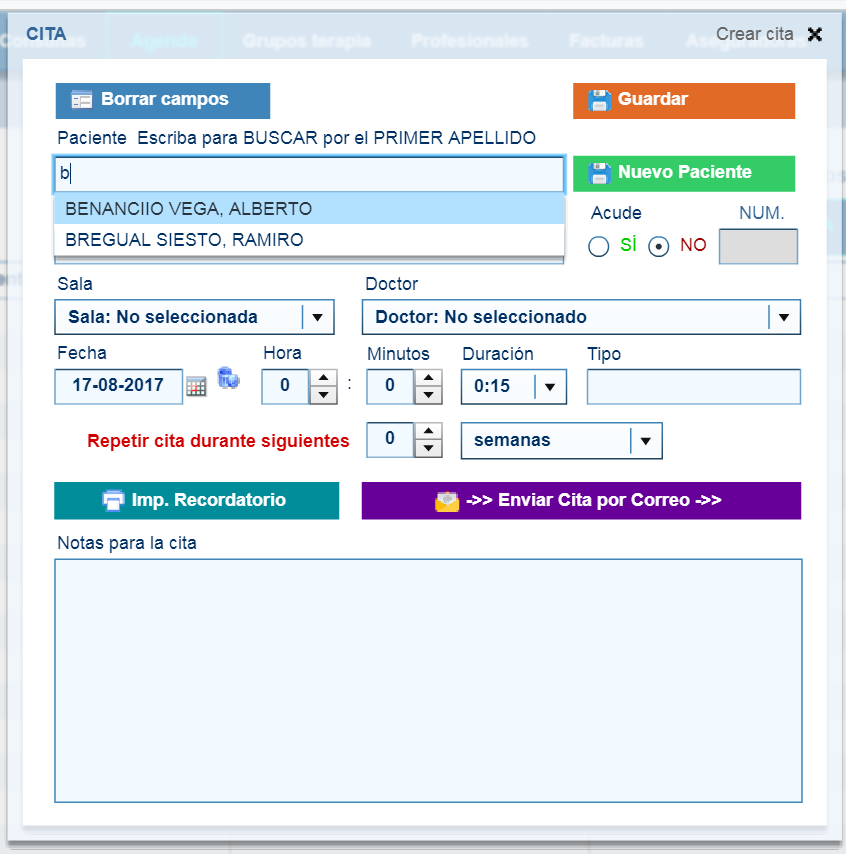 Consultas Agenda Grupos terapia Profesionales Facturas
CITA
Crear cita
Borrar campos
Guardar
Paciente Escriba para BUSCAR por el PRIMER APELLIDO
b
Nuevo Paciente
BENANCIIO VEGA, ALBERTO
BREGUAL SIESTO, RAMIRO
Acude
NUM.
SÍ
NO
Sala
Doctor
Sala: No seleccionada
Doctor: No seleccionado
Fecha
Hora
Minutos
Duración
Tipo
17-08-2017
0
:
0
0:15
Repetir cita durante siguientes
0
semanas
Imp. Recordatorio
->> Enviar Cita por Correo ->>
Notas para la cita